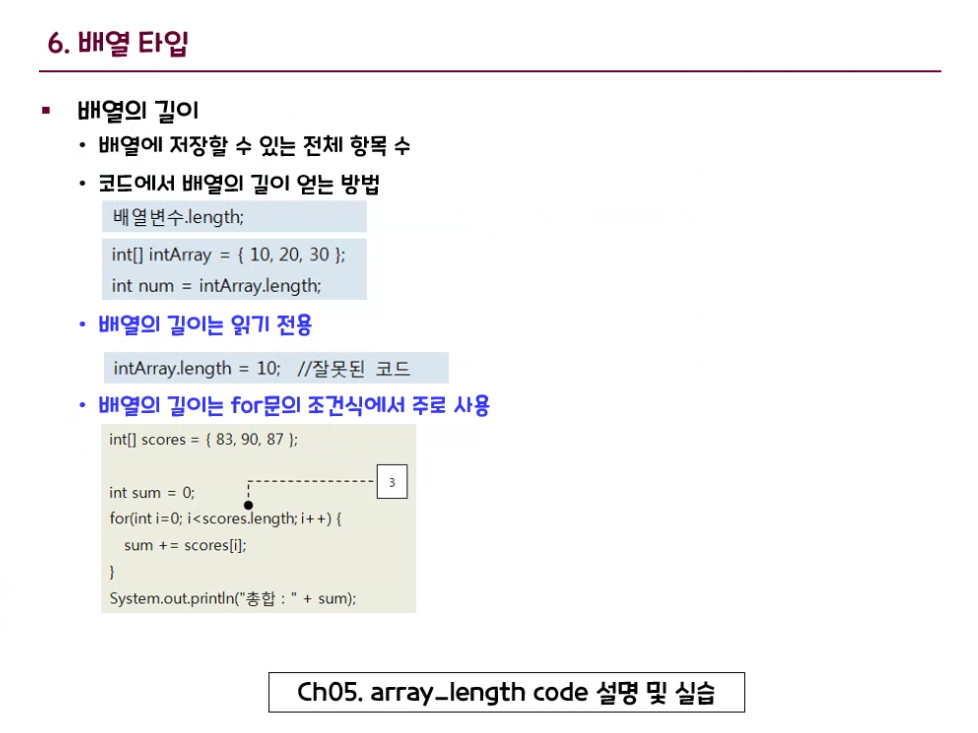 6. 배열 타입
배열의 길이
배열에 저장할 수 있는 전체 항목 수
코드에서 배열의 길이 얻는 방법
배열변수.length;
int[] intArray = { 10, 20, 30 };
int num = intArray.length;
배열의 길이는 읽기 전용
intArray.length = 10; //잘못된 코드
배열의 길이는 for문의 조건식에서 주로 사용
int[] scores = { 83, 90, 87 };
3
int sum = 0;
for(int i=0; i<scores.length; i++) {
sum += scores[i];
}
System.out.println("총합 : " + sum);
Ch05. array_length code 설명 및 실습